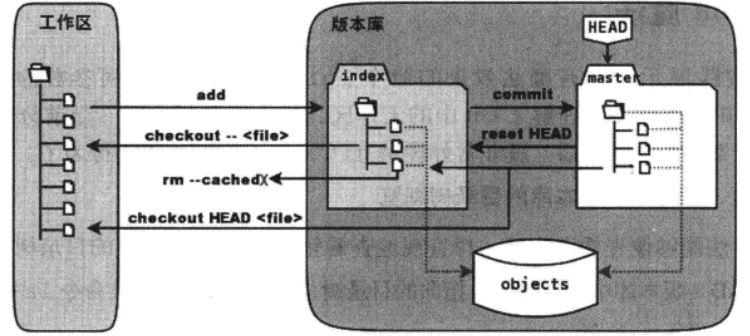 工作区
版本库
HEAD
index
master
add
commit
checkout -- <file>
reset HEAD
rm --cached
checkout HEAD <file>
objects